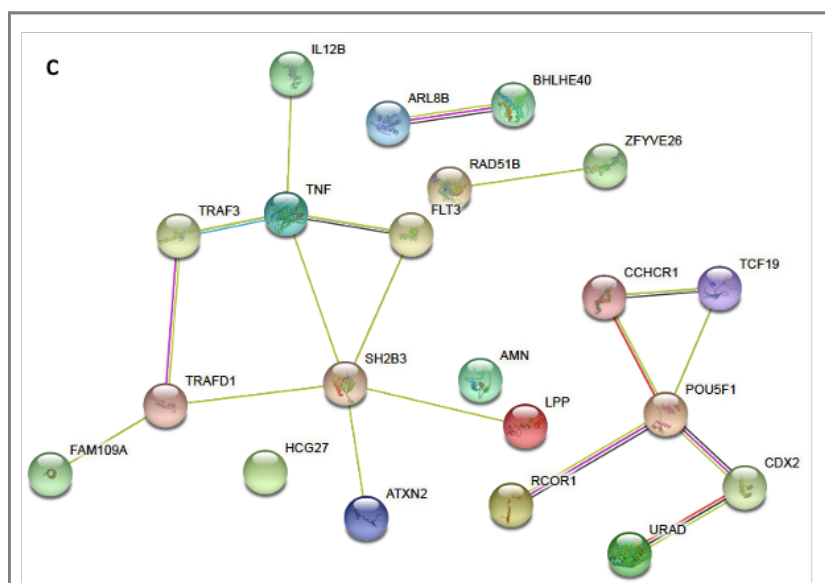 C
IL12B
ARL8B
BHLHE40
ZFYVE26
RAD51B
TNF
TRAF3
FLT3
CCHCR1
TCF19
SH2B3
AMN
TRAFD1
LPP
POU5F1
FAM109A
HCG27
RCOR1
CDX2
ATXN2
URAD